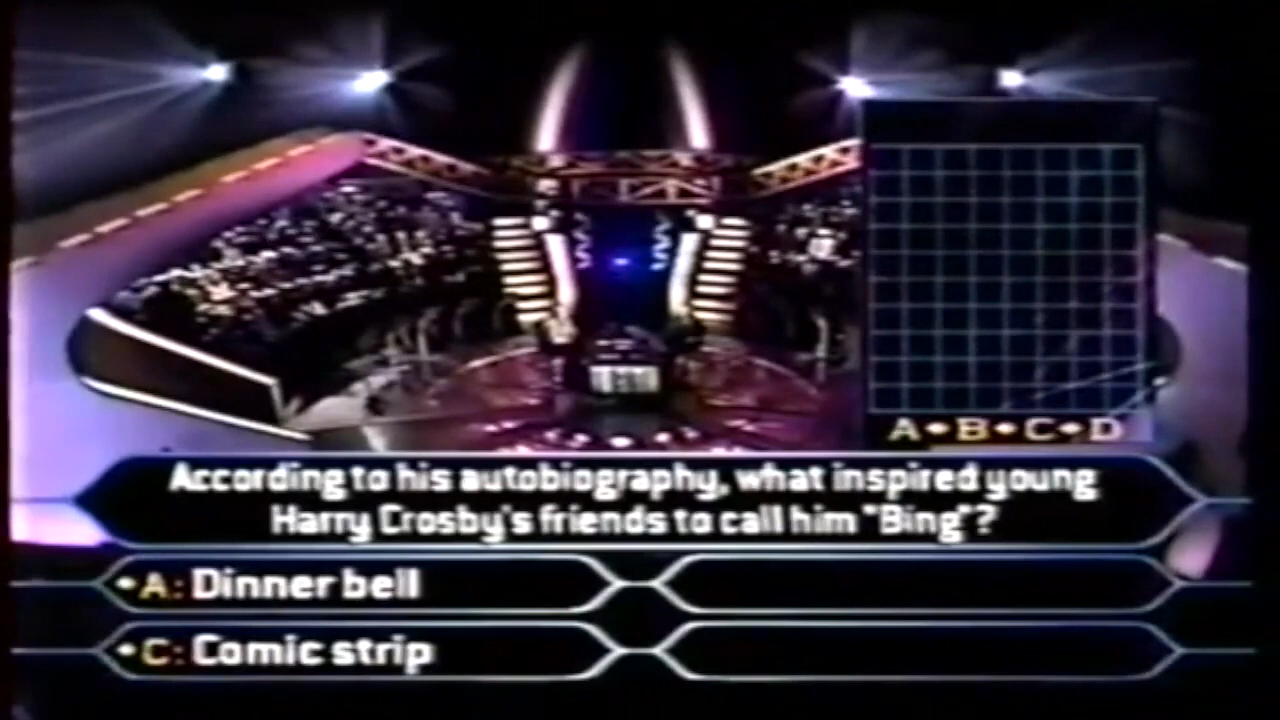 A◆B◆C◆D
According to his autobiography, what inspired young
Harry Crosby's friends to call him "Bing"?
◆A: Dinner bell
◆C: Comic strip